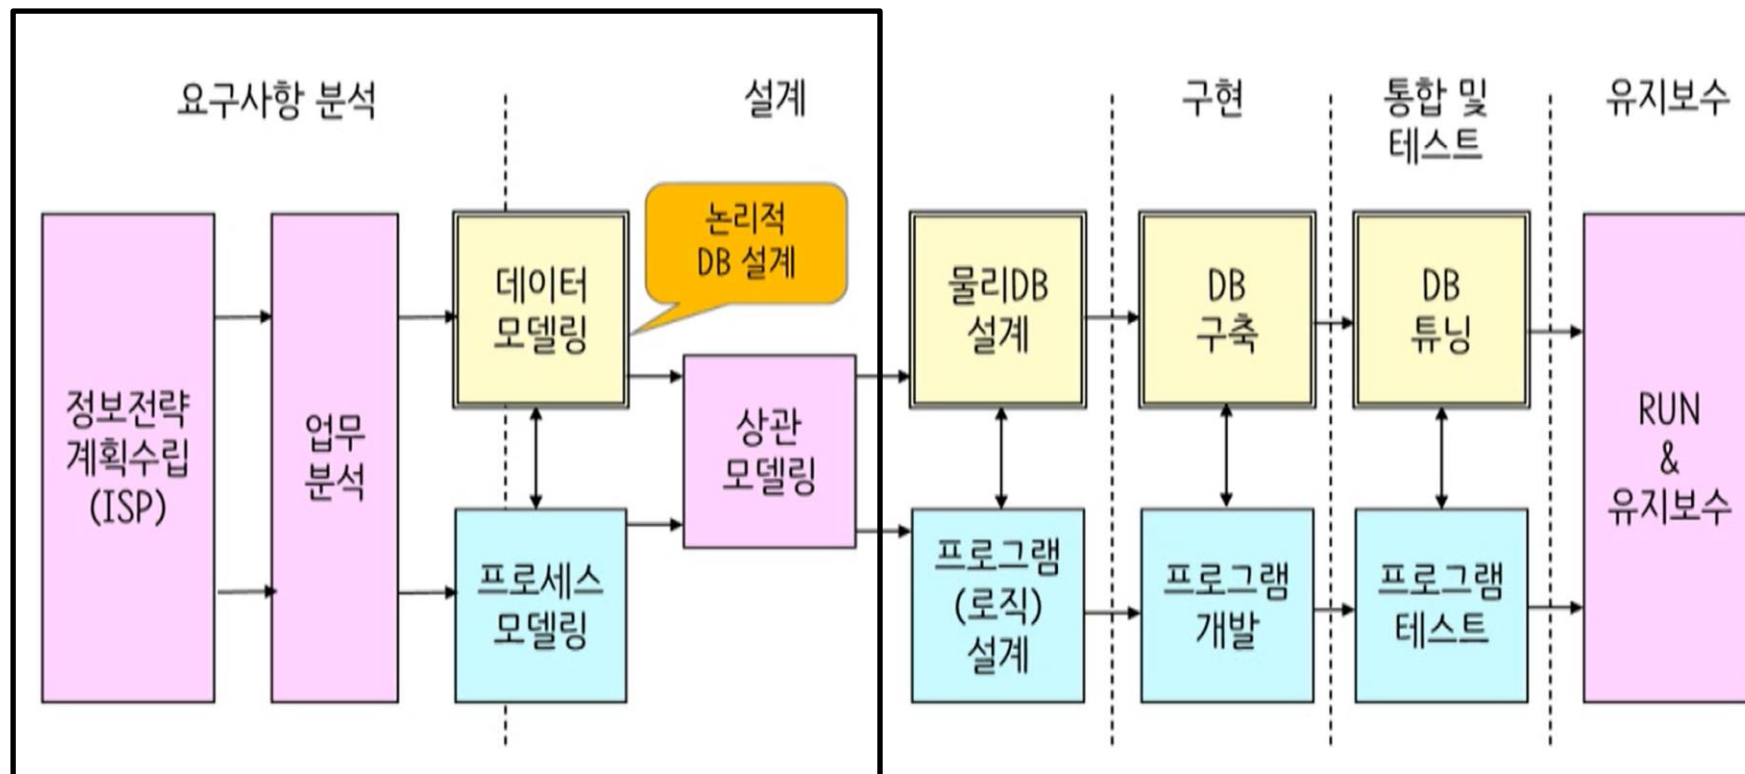 요구사항 분석
설계
구현
통합 및
테스트
유지보수
정보전략
계획수립
(ISP)
업무
분석
데이터
모델링
논리적
DB 설계
프로세스
모델링
상관
모델링
물리DB
설계
프로그램
(로직)
설계
DB
구축
프로그램
개발
DB
튜닝
프로그램
테스트
RUN
&
유지보수